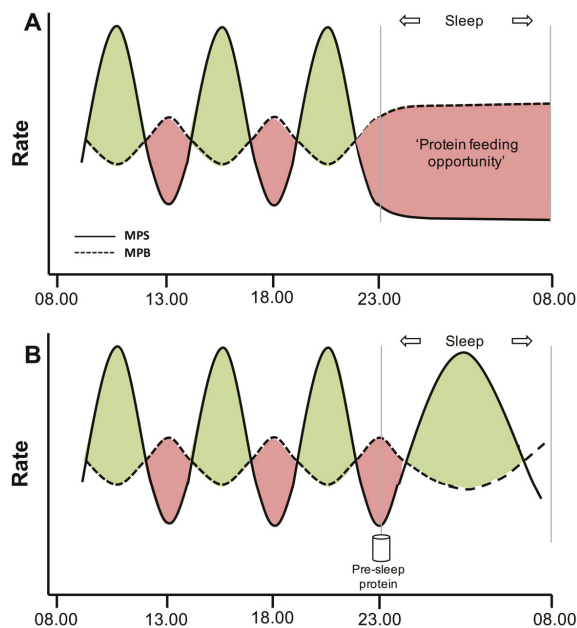 A
Sleep
Rate
'Protein feeding
opportunity'
MPS
MPB
08.00 13.00 18.00 23.00 08.00
B
Sleep
Rate
Pre-sleep
protein
08.00 13.00 18.00 23.00 08.00